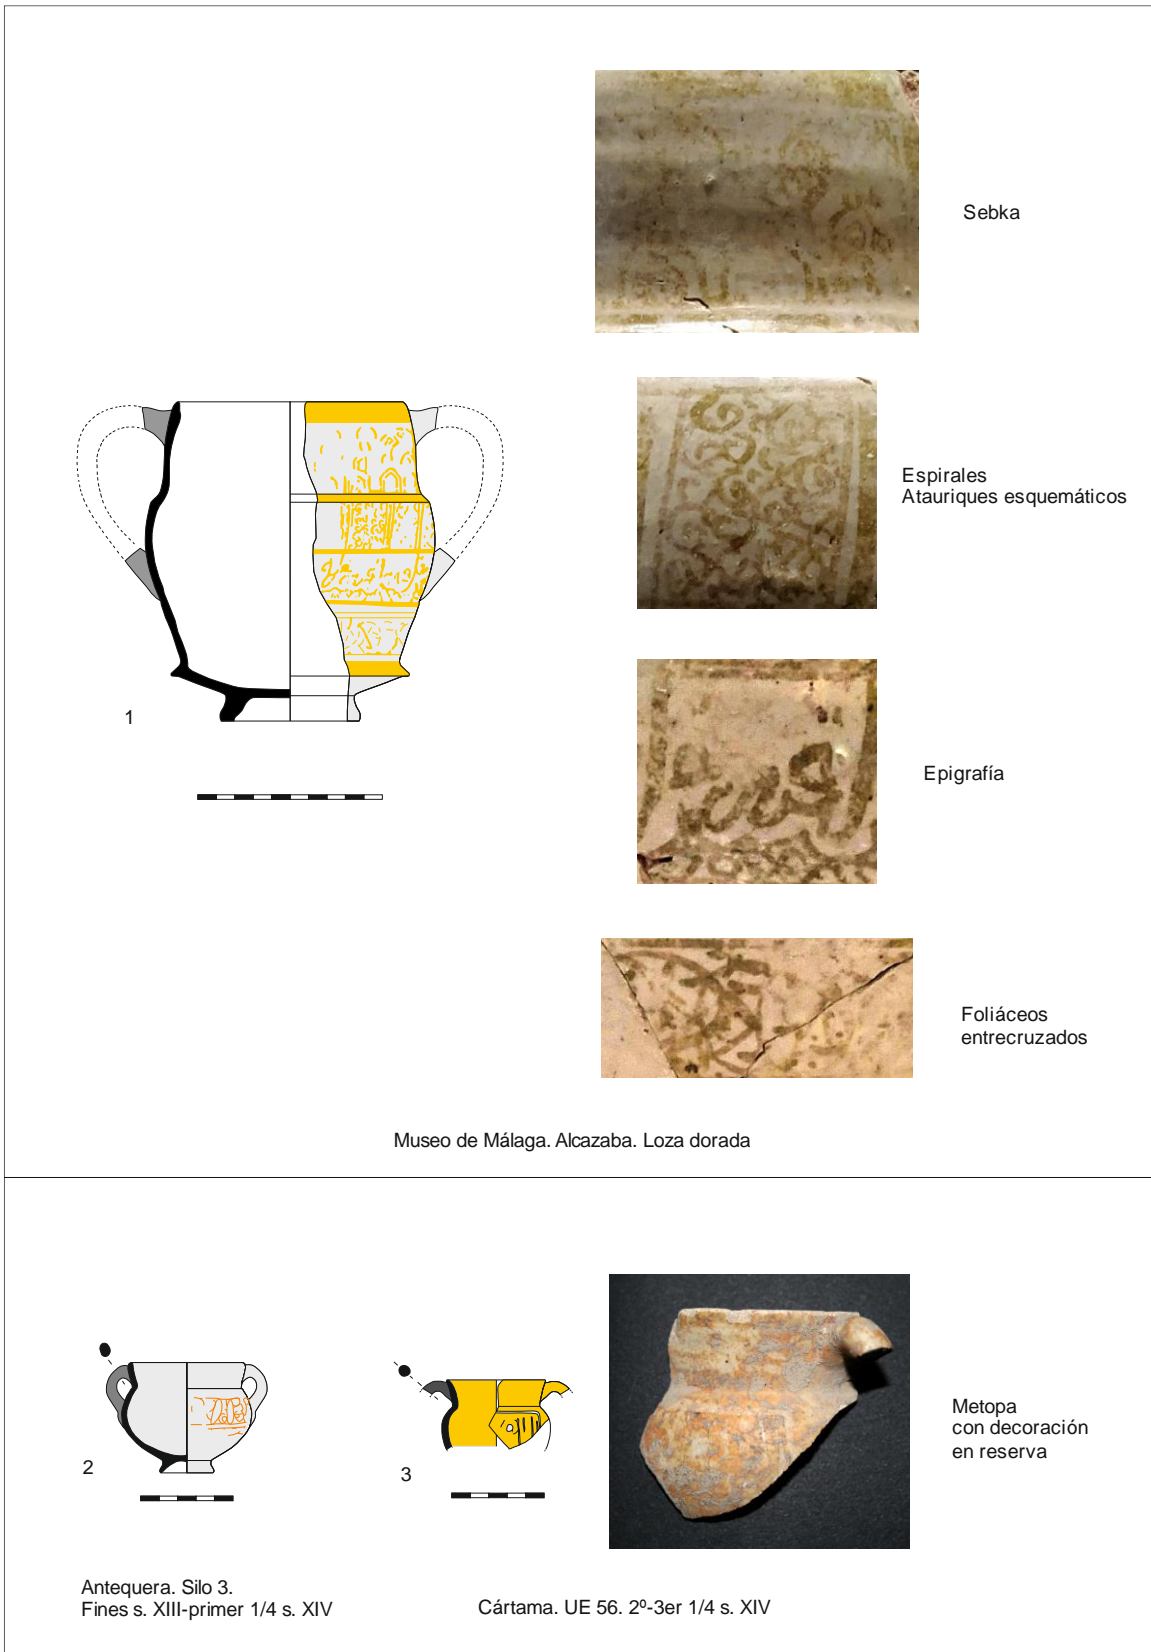 Sebka
Espirales
Atauriques esquemáticos
1
Epigrafía
Foliáceos
entrecruzados
Museo de Málaga. Alcazaba. Loza dorada
2
3
Metopa
con decoración
en reserva
Antequera. Silo 3.
Fines s. XIII-primer 1/4 s. XIV
Cártama. UE 56. 2º-3er 1/4 s. XIV